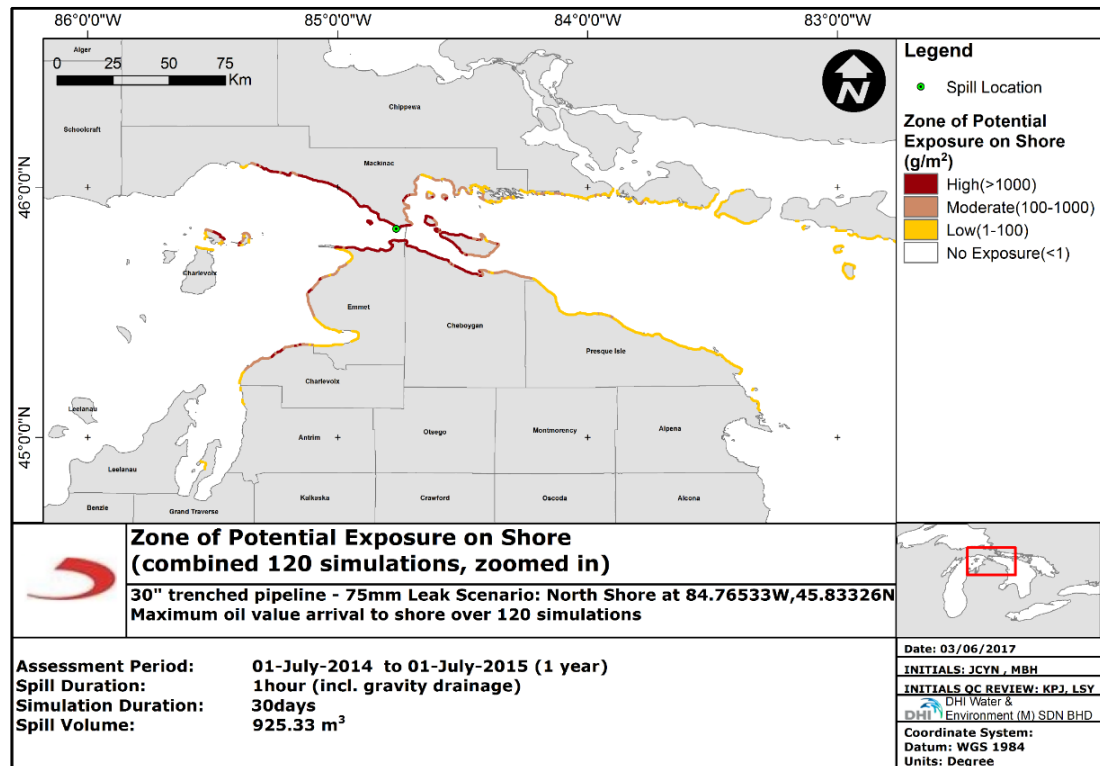 86°0'0"W 85°0'0"W 84°0'0"W 83°0'0"W
46°0'0"N
45°0'0"N
0 25 50 75
Km
N
Alger
Schoolcraft
Chippewa
Mackinac
Charlevoix
Emmet
Cheboygan
Presque Isle
Charlevoix
Leelanau
Antrim
Otsego
Montmorency
Alpena
Leelanau
Kalkaska
Crawford
Oscoda
Alcona
Benzie
Grand Traverse
Legend
Spill Location
Zone of Potential
Exposure on Shore
(g/m²)
High(>1000)
Moderate(100-1000)
Low(1-100)
No Exposure(<1)
Zone of Potential Exposure on Shore
(combined 120 simulations, zoomed in)
30" trenched pipeline - 75mm Leak Scenario: North Shore at 84.76533W,45.83326N
Maximum oil value arrival to shore over 120 simulations
Assessment Period: 01-July-2014 to 01-July-2015 (1 year)
Spill Duration: 1hour (incl. gravity drainage)
Simulation Duration: 30days
Spill Volume: 925.33 m³
Date: 03/06/2017
INITIALS: JCYN , MBH
INITIALS QC REVIEW: KPJ, LSY
DHI
DHI Water &
Environment (M) SDN BHD
Coordinate System:
Datum: WGS 1984
Units: Degree